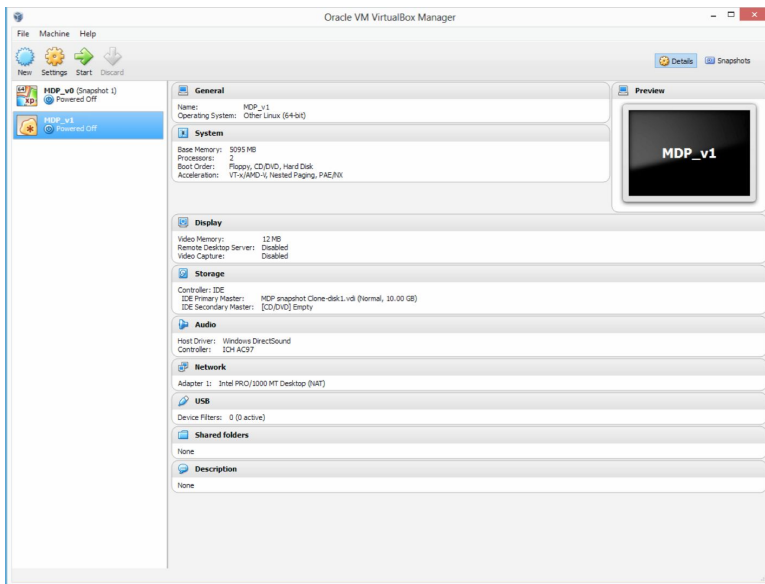 Oracle VM VirtualBox Manager
File Machine Help
New Settings Start Discard
Details Snapshots
64 XP MDP_v0 (Snapshot 1)
Powered Off
MDP_v1
Powered Off
General
Name: MDP_v1
Operating System: Other Linux (64-bit)
System
Base Memory: 5095 MB
Processors: 2
Boot Order: Floppy, CD/DVD, Hard Disk
Acceleration: VT-x/AMD-V, Nested Paging, PAE/NX
Preview
MDP_v1
Display
Video Memory: 12 MB
Remote Desktop Server: Disabled
Video Capture: Disabled
Storage
Controller: IDE
IDE Primary Master: MDP snapshot Clone-disk1.vdi (Normal, 10.00 GB)
IDE Secondary Master: [CD/DVD] Empty
Audio
Host Driver: Windows DirectSound
Controller: ICH AC97
Network
Adapter 1: Intel PRO/1000 MT Desktop (NAT)
USB
Device Filters: 0 (0 active)
Shared folders
None
Description
None